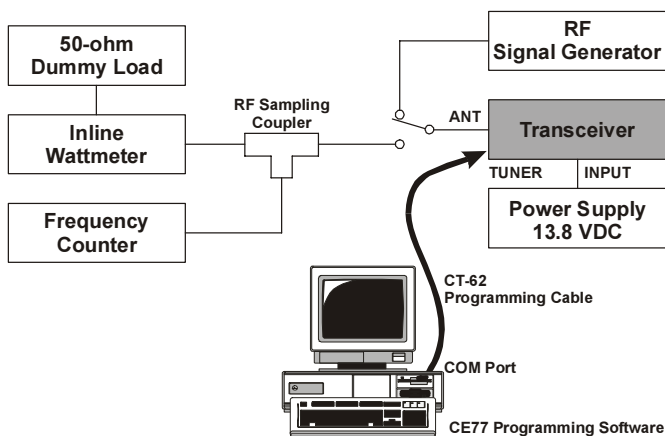 50-ohm
Dummy Load
RF
Signal Generator
RF Sampling
Coupler
ANT
Inline
Wattmeter
Transceiver
TUNER
INPUT
Frequency
Counter
Power Supply
13.8 VDC
CT-62
Programming Cable
COM Port
CE77 Programming Software